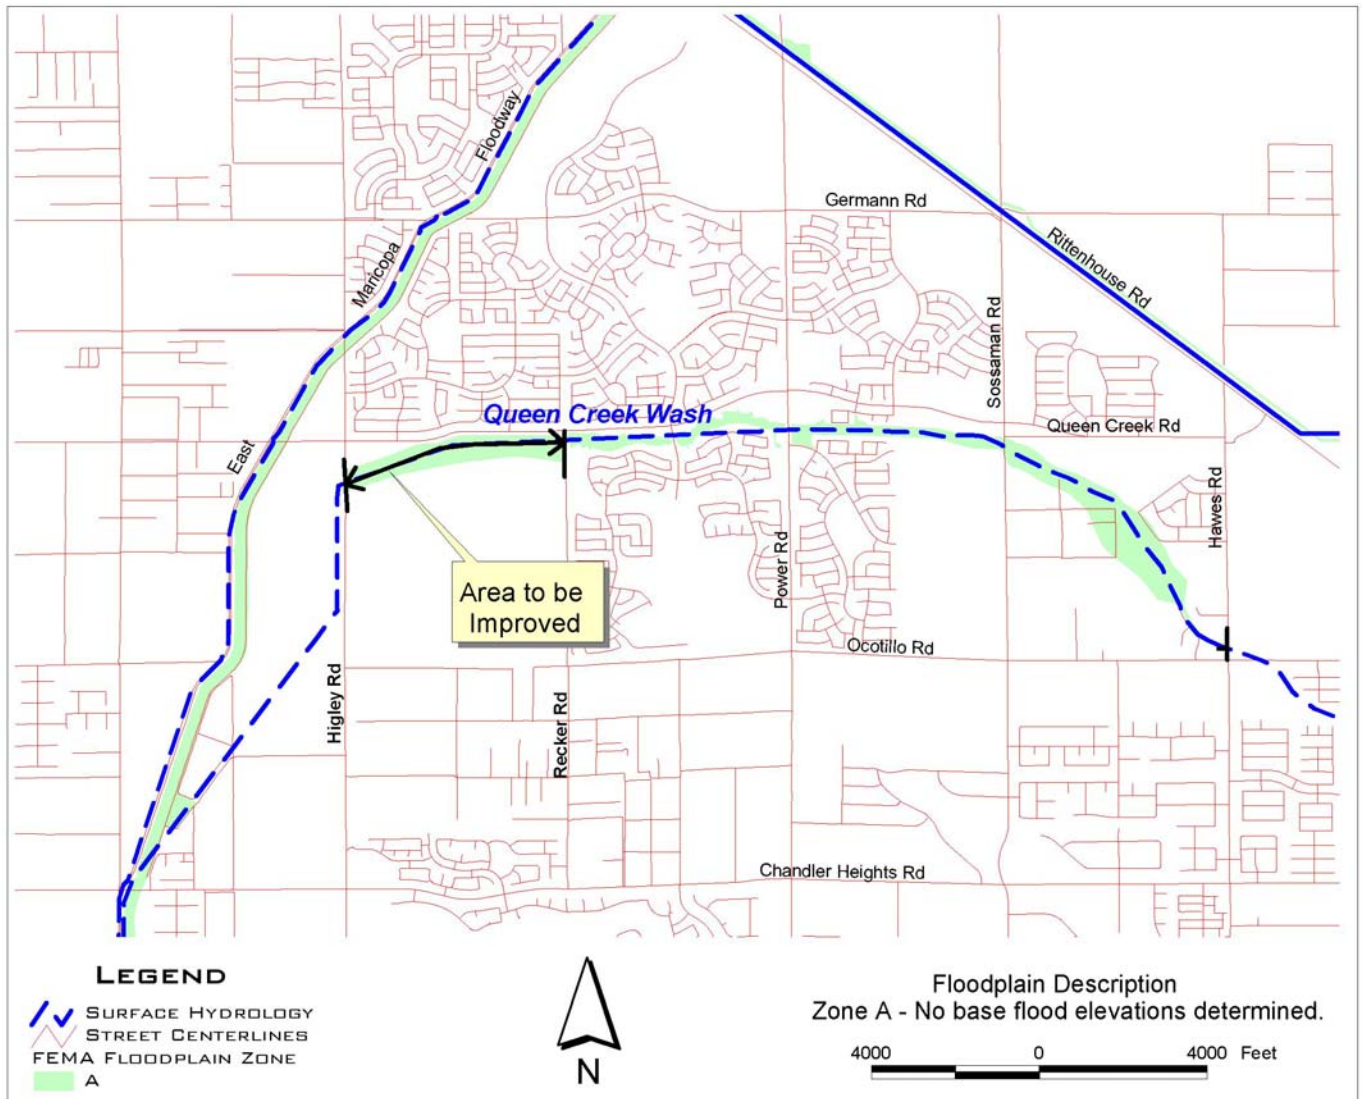 Floodway
Germann Rd
Maricopa
Rittenhouse Rd
Sossaman Rd
Queen Creek Wash
Queen Creek Rd
East
Hawes Rd
Area to be
Improved
Power Rd
Ocotillo Rd
Higley Rd
Recker Rd
Chandler Heights Rd
LEGEND
SURFACE HYDROLOGY
STREET CENTERLINES
FEMA FLOODPLAIN ZONE
A
N
Floodplain Description
Zone A - No base flood elevations determined.
4000 0 4000 Feet